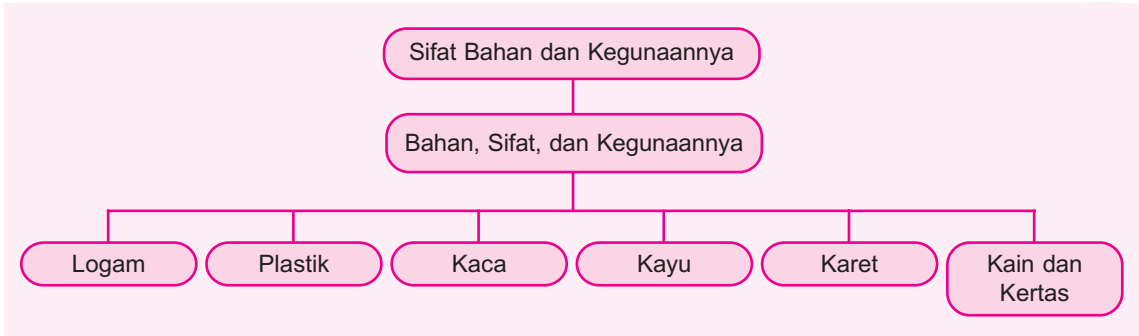 Sifat Bahan dan Kegunaannya
Bahan, Sifat, dan Kegunaannya
Logam
Plastik
Kaca
Kayu
Karet
Kain dan
Kertas